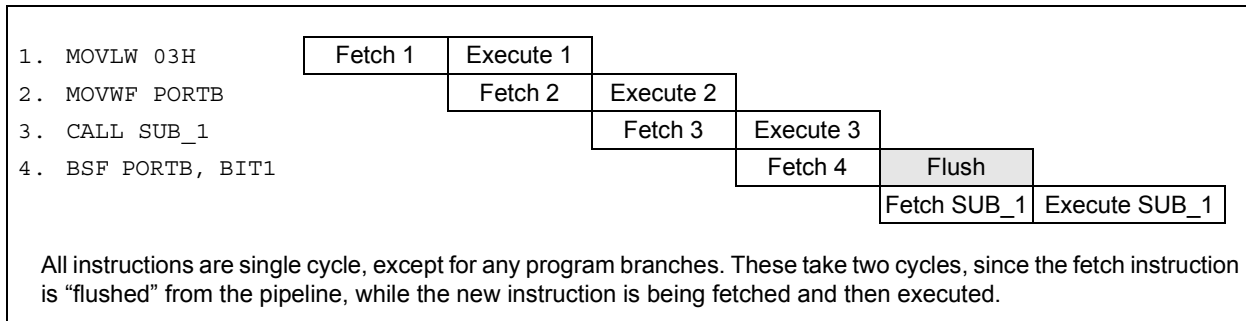 1. MOVLW 03H Fetch 1 Execute 1
2. MOVWF PORTB Fetch 2 Execute 2
3. CALL SUB_1 Fetch 3 Execute 3
4. BSF PORTB, BIT1 Fetch 4 Flush
Fetch SUB_1 Execute SUB_1
All instructions are single cycle, except for any program branches. These take two cycles, since the fetch instruction
is “flushed” from the pipeline, while the new instruction is being fetched and then executed.